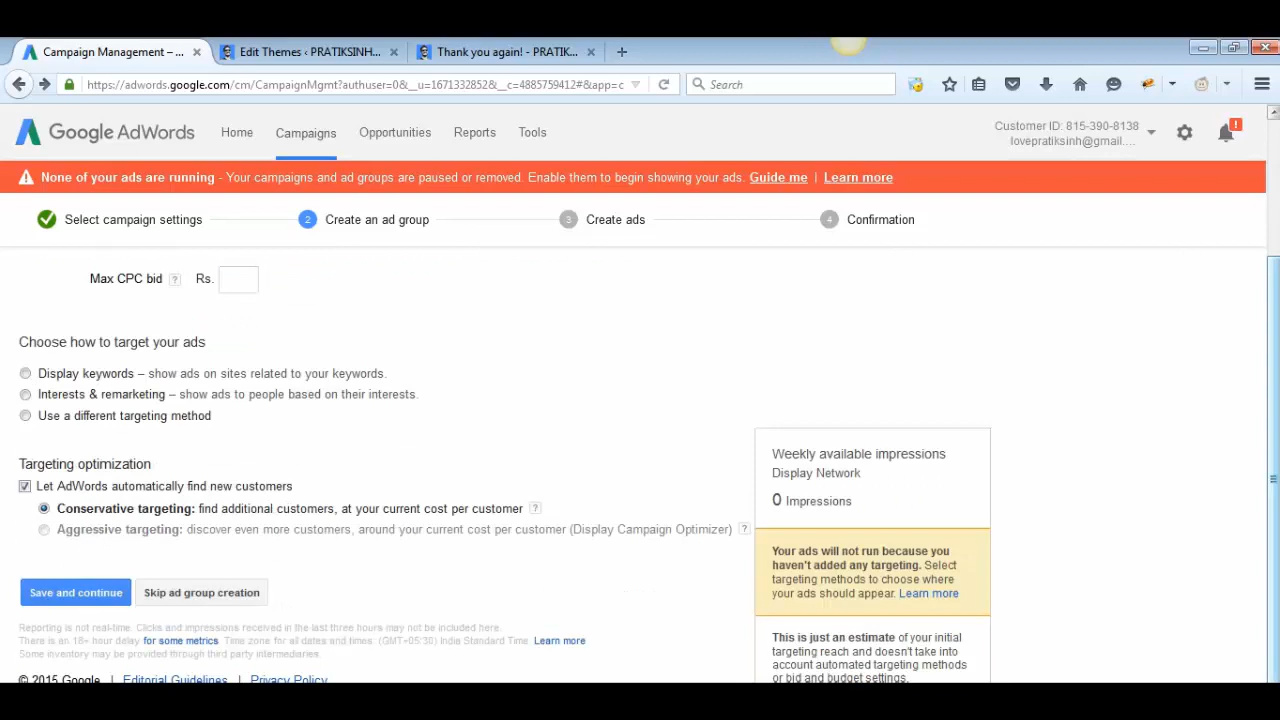 Campaign Management –...
Edit Themes ‹ PRATIKSINH...
Thank you again! - PRATIK...
https://adwords.google.com/cm/CampaignMgmt?authuser=0&__u=1671332852&__c=4885759412#&app=c
Search
Google AdWords
Home
Campaigns
Opportunities
Reports
Tools
Customer ID: 815-390-8138
lovepratiksinh@gmail....
!
None of your ads are running - Your campaigns and ad groups are paused or removed. Enable them to begin showing your ads. Guide me | Learn more
Select campaign settings
2 Create an ad group
3 Create ads
4 Confirmation
Max CPC bid ? Rs.
Choose how to target your ads
Display keywords – show ads on sites related to your keywords.
Interests & remarketing – show ads to people based on their interests.
Use a different targeting method
Targeting optimization
Let AdWords automatically find new customers
Conservative targeting: find additional customers, at your current cost per customer ?
Aggressive targeting: discover even more customers, around your current cost per customer (Display Campaign Optimizer) ?
Save and continue
Skip ad group creation
Weekly available impressions
Display Network
0 Impressions
Your ads will not run because you
haven't added any targeting. Select
targeting methods to choose where
your ads should appear. Learn more
This is just an estimate of your initial
targeting reach and doesn't take into
account automated targeting methods
or bid and budget settings.
Reporting is not real-time. Clicks and impressions received in the last three hours may not be included here.
There is an 18+ hour delay for some metrics. Time zone for all dates and times: (GMT+05:30) India Standard Time. Learn more
Some inventory may be provided through third party intermediaries.
© 2015 Google | Editorial Guidelines | Privacy Policy